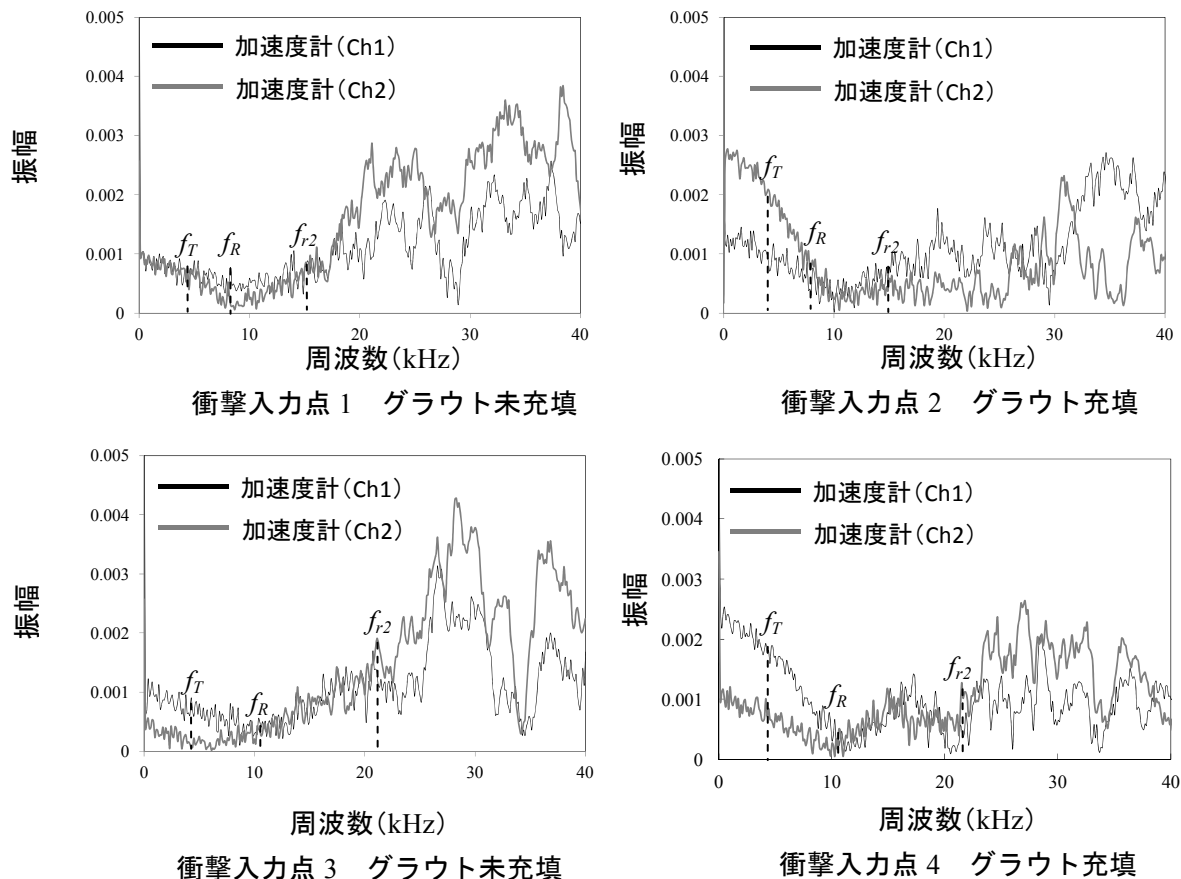 0.005
0.004
0.003
0.002
0.001
0
振幅
加速度計(Ch1)
加速度計(Ch2)
fT
fR
fr2
0
10
20
30
40
周波数(kHz)
衝撃入力点 1 グラウト未充填
0.005
0.004
0.003
0.002
0.001
0
振幅
加速度計(Ch1)
加速度計(Ch2)
fT
fR
fr2
0
10
20
30
40
周波数(kHz)
衝撃入力点 2 グラウト充填
0.005
0.004
0.003
0.002
0.001
0
振幅
加速度計(Ch1)
加速度計(Ch2)
fT
fR
fr2
0
10
20
30
40
周波数(kHz)
衝撃入力点 3 グラウト未充填
0.005
0.004
0.003
0.002
0.001
0
振幅
加速度計(Ch1)
加速度計(Ch2)
fT
fR
fr2
0
10
20
30
40
周波数(kHz)
衝撃入力点 4 グラウト充填